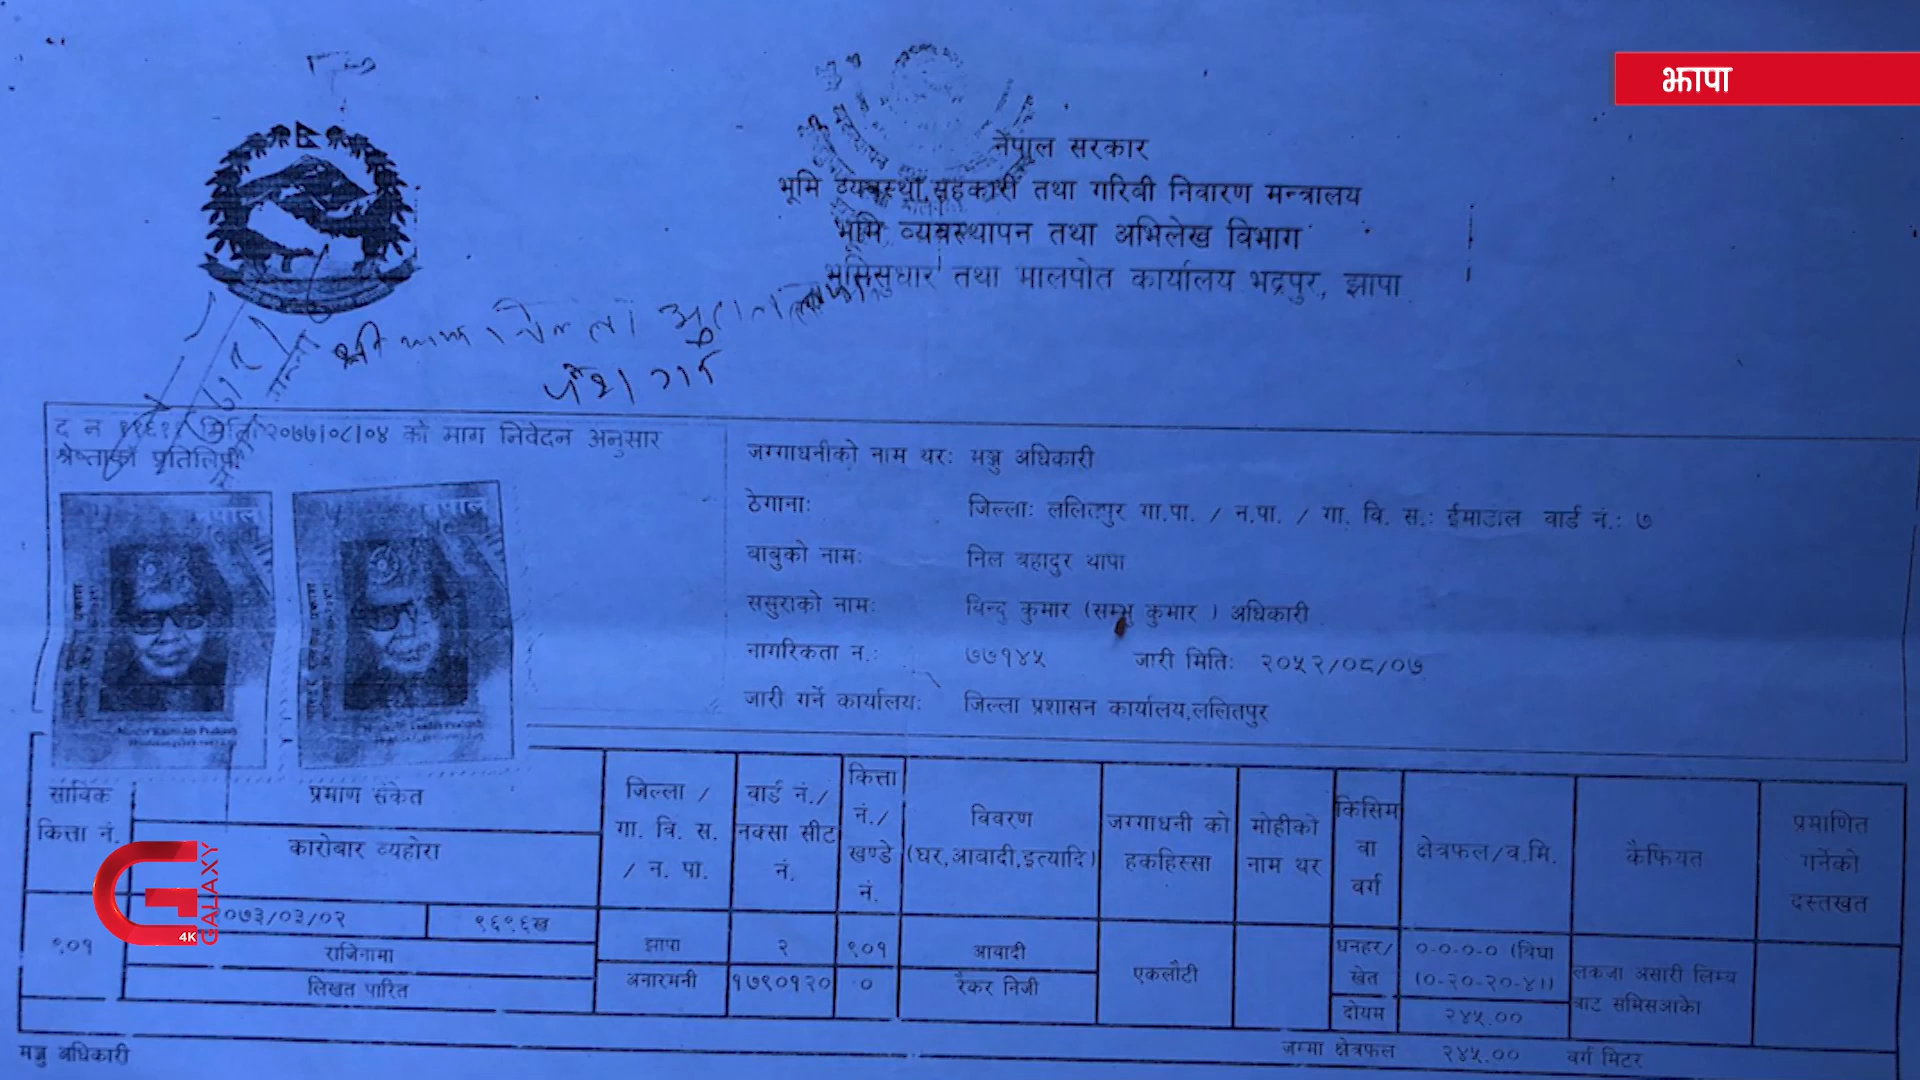 झापा
नेपाल सरकार
भूमि व्यवस्था, सहकारी तथा गरिबी निवारण मन्त्रालय
भूमि व्यवस्थापन तथा अभिलेख विभाग
भूमिसुधार तथा मालपोत कार्यालय भद्रपुर, झापा
मिति २०७७।०८।०४ को माग निवेदन अनुसार
श्रेष्ताको प्रतिलिपी
जग्गाधनीको नाम थर: मञ्जु अधिकारी
ठेगाना: जिल्ला: ललितपुर गा.पा. / न.पा. / गा. वि. स.: ईमाडाल वार्ड नं.: ७
बाबुको नाम: निल बहादुर थापा
ससुराको नाम: विन्दु कुमार (सम्भु कुमार ) अधिकारी
नागरिकता न.: ७७१४५ जारी मिति: २०५२/०८/०७
जारी गर्ने कार्यालय: जिल्ला प्रशासन कार्यालय,ललितपुर
साविक कित्ता नं.
प्रमाण संकेत
कारोबार व्यहोरा
जिल्ला / गा. वि. स. / न. पा.
वार्ड नं./ नक्सा सीट नं.
कित्ता नं./ खण्डे नं.
विवरण (घर,आवादी,इत्यादि)
जग्गाधनी को हकहिस्सा
मोहीको नाम थर
किसिम वा वर्ग
क्षेत्रफल/व.मि.
कैफियत
प्रमाणित गर्नेको दस्तखत
९०१ ०७३/०३/०२ ९६९६ख झापा २ ९०१ आवादी एकलौटी धनहर/खेत ०-०-०-० (विघा
राजिनामा अनारमनी १७९०१२० ० रैकर निजी (०-२०-२०-४।)
लिखत पारित दोयम २४५.०० लकजा असारी लिम्य
बाट समिसआको
जम्मा क्षेत्रफल २४५.०० वर्ग मिटर
मञ्जु अधिकारी
G GALAXY 4K